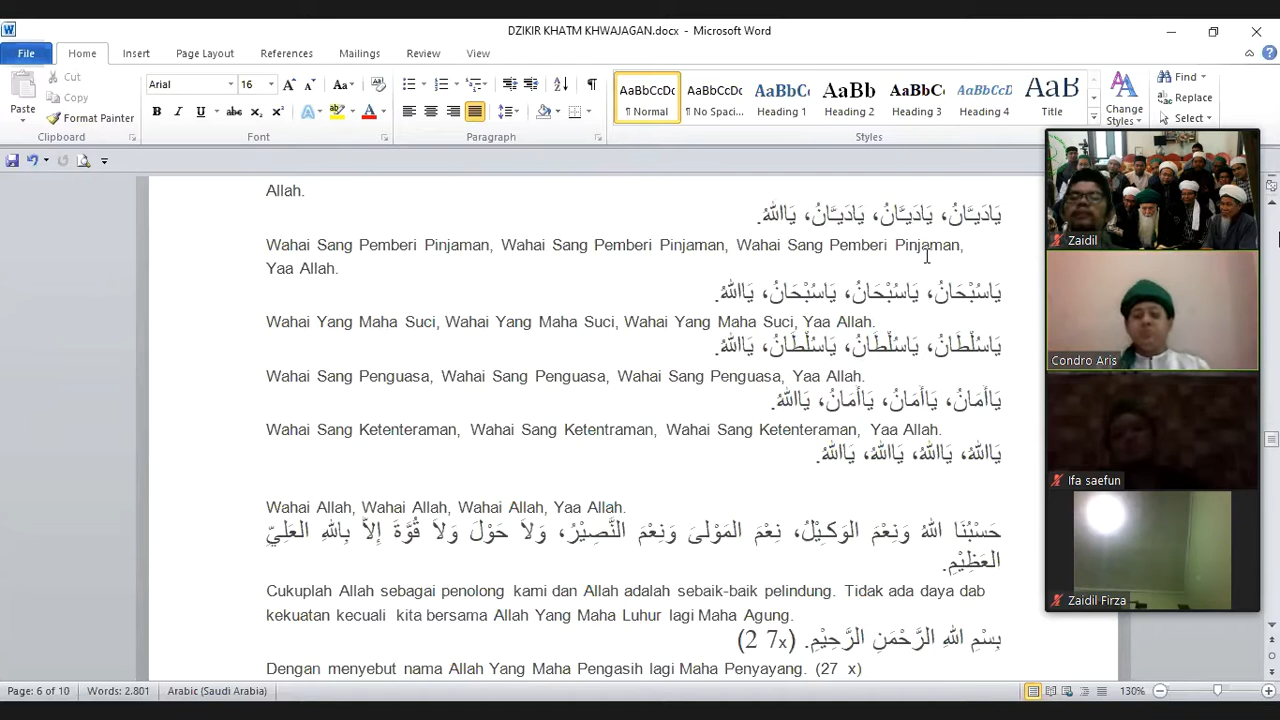 DZIKIR KHATM KHWAJAGAN.docx - Microsoft Word
File Home Insert Page Layout References Mailings Review View
Paste Cut Copy Format Painter
Arial 16
AaBbCcDc AaBbCcDc AaBbCc AaBbC AaBbC AaBbCcD AaB
¶ Normal ¶ No Spac... Heading 1 Heading 2 Heading 3 Heading 4 Title
Change Styles
Find Replace Select
Clipboard Font Paragraph Styles
Allah.
يَادَيَّانُ، يَادَيَّانُ، يَادَيَّانُ، يَااللهُ.
Wahai Sang Pemberi Pinjaman, Wahai Sang Pemberi Pinjaman, Wahai Sang Pemberi Pinjaman,
Yaa Allah.
يَاسُبْحَانُ، يَاسُبْحَانُ، يَاسُبْحَانُ، يَااللهُ.
Wahai Yang Maha Suci, Wahai Yang Maha Suci, Wahai Yang Maha Suci, Yaa Allah.
يَاسُلْطَانُ، يَاسُلْطَانُ، يَاسُلْطَانُ، يَااللهُ.
Wahai Sang Penguasa, Wahai Sang Penguasa, Wahai Sang Penguasa, Yaa Allah.
يَاأَمَانُ، يَاأَمَانُ، يَاأَمَانُ، يَااللهُ.
Wahai Sang Ketenteraman, Wahai Sang Ketentraman, Wahai Sang Ketenteraman, Yaa Allah.
يَااللهُ، يَااللهُ، يَااللهُ، يَااللهُ.
Wahai Allah, Wahai Allah, Wahai Allah, Yaa Allah.
حَسْبُنَا اللهُ وَنِعْمَ الوَكِيْلُ، نِعْمَ المَوْلىَ وَنِعْمَ النَّصِيْرُ، وَلاَ حَوْلَ وَلاَ قُوَّةَ إِلاَّ بِاللهِ العَلِيِّ
العَظِيْمِ.
Cukuplah Allah sebagai penolong kami dan Allah adalah sebaik-baik pelindung. Tidak ada daya dab
kekuatan kecuali kita bersama Allah Yang Maha Luhur lagi Maha Agung.
بِسْمِ اللهِ الرَّحْمَنِ الرَّحِيْمِ. (2 7x)
Dengan menyebut nama Allah Yang Maha Pengasih lagi Maha Penyayang. (27 x)
Zaidil
Condro Aris
Ifa saefun
Zaidil Firza
Page: 6 of 10 Words: 2.801 Arabic (Saudi Arabia) 130%